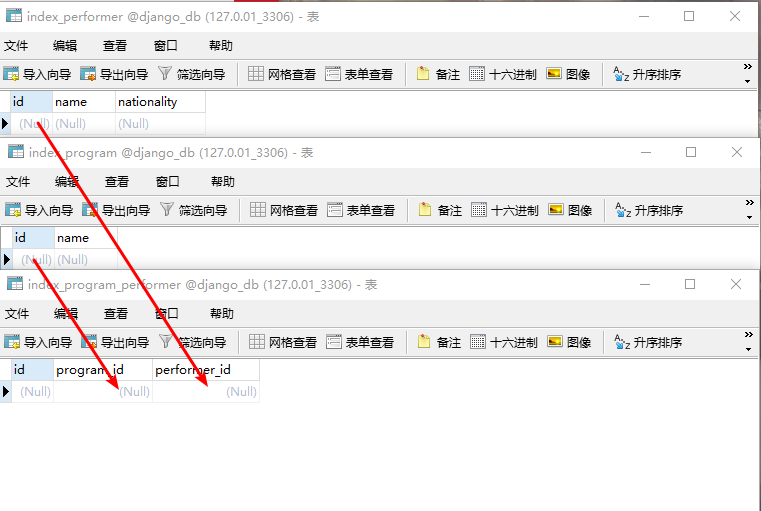 index_performer @django_db (127.0.01_3306) - 表
文件 编辑 查看 窗口 帮助
导入向导 导出向导 筛选向导 网格查看 表单查看 备注 十六进制 图像 升序排序
id name nationality
(Null) (Null) (Null)
index_program @django_db (127.0.01_3306) - 表
文件 编辑 查看 窗口 帮助
导入向导 导出向导 筛选向导 网格查看 表单查看 备注 十六进制 图像 升序排序
id name
(Null) (Null)
index_program_performer @django_db (127.0.01_3306) - 表
文件 编辑 查看 窗口 帮助
导入向导 导出向导 筛选向导 网格查看 表单查看 备注 十六进制 图像 升序排序
id program_id performer_id
(Null) (Null) (Null)